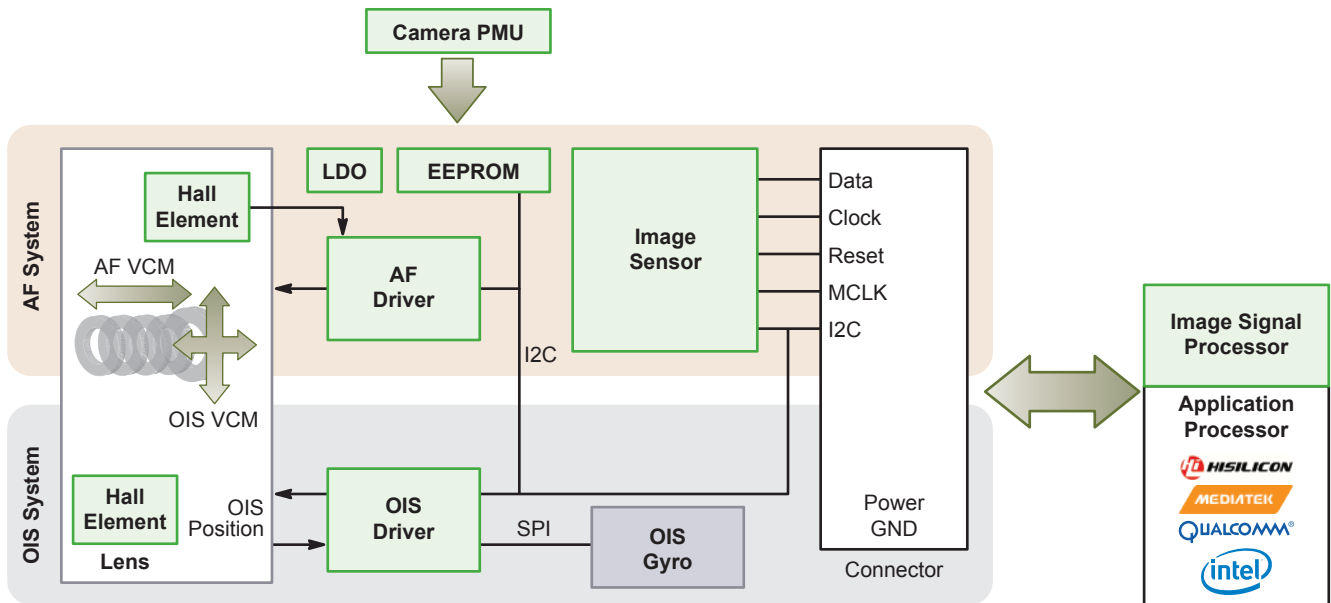 Camera PMU
AF System
Hall
Element
LDO
EEPROM
AF
Driver
AF VCM
OIS VCM
I2C
Image
Sensor
Data
Clock
Reset
MCLK
I2C
OIS System
Hall
Element
Lens
OIS
Position
OIS
Driver
SPI
OIS
Gyro
Power
GND
Connector
Image Signal
Processor
Application
Processor
Hi HISILICON
MEDIATEK
QUALCOMM®
intel